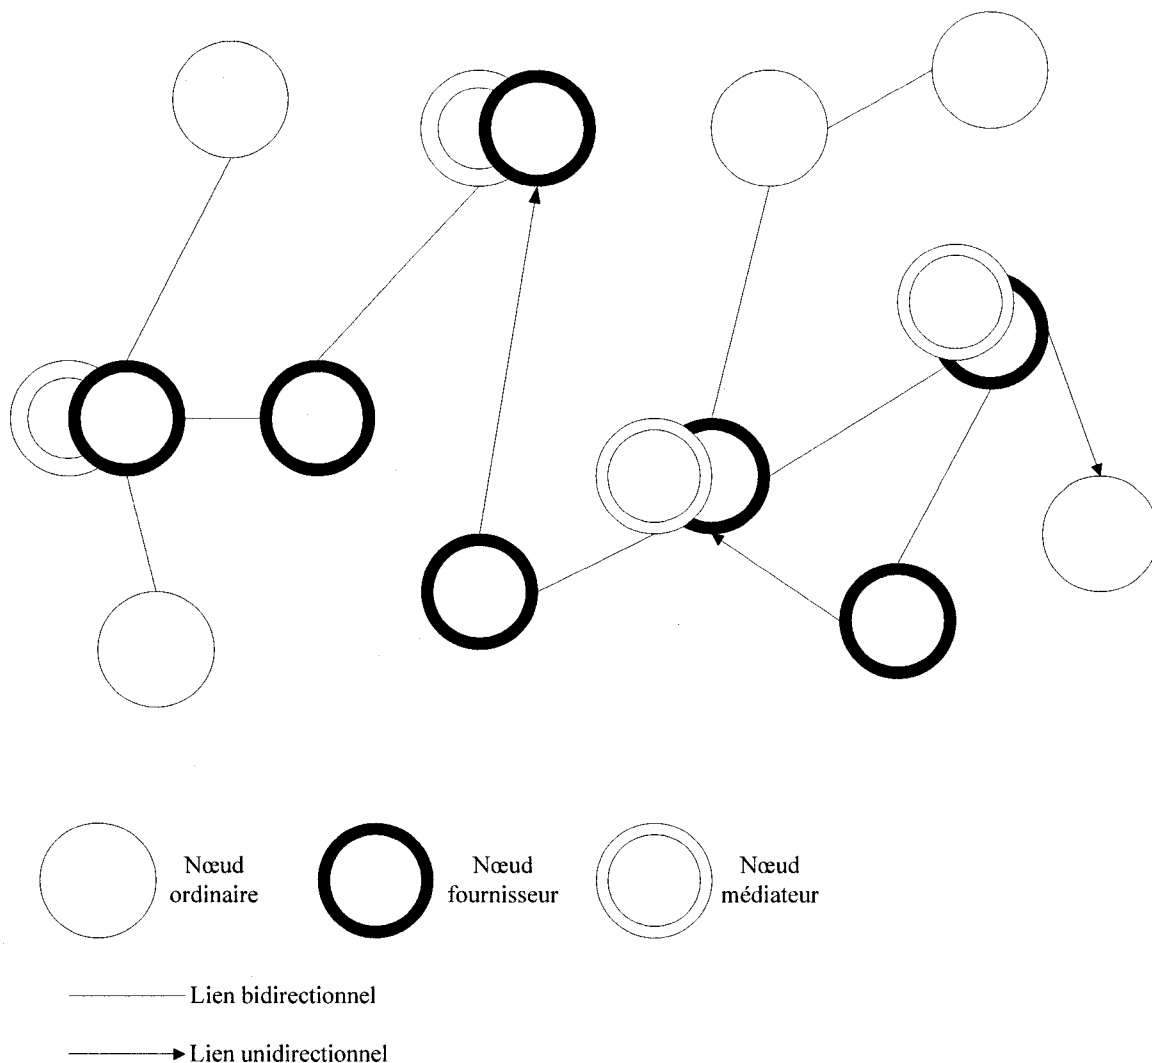 Nœud
ordinaire
Nœud
fournisseur
Nœud
médiateur
Lien bidirectionnel
Lien unidirectionnel